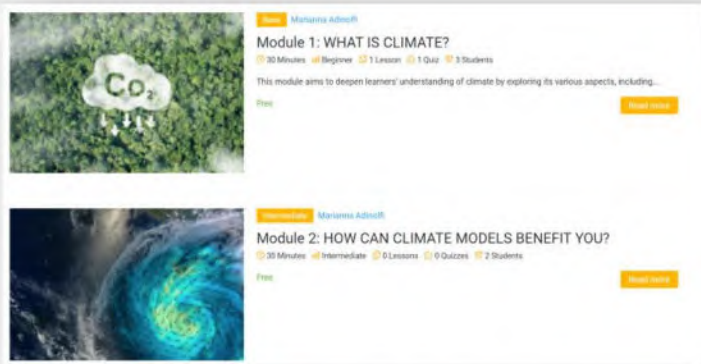 CO₂
Basic Marianna Adinolfi
Module 1: WHAT IS CLIMATE?
30 Minutes Beginner 1 Lesson 1 Quiz 3 Students
This module aims to deepen learners' understanding of climate by exploring its various aspects, including...
Free
Read more
Intermediate Marianna Adinolfi
Module 2: HOW CAN CLIMATE MODELS BENEFIT YOU?
30 Minutes Intermediate 0 Lessons 0 Quizzes 2 Students
Free
Read more